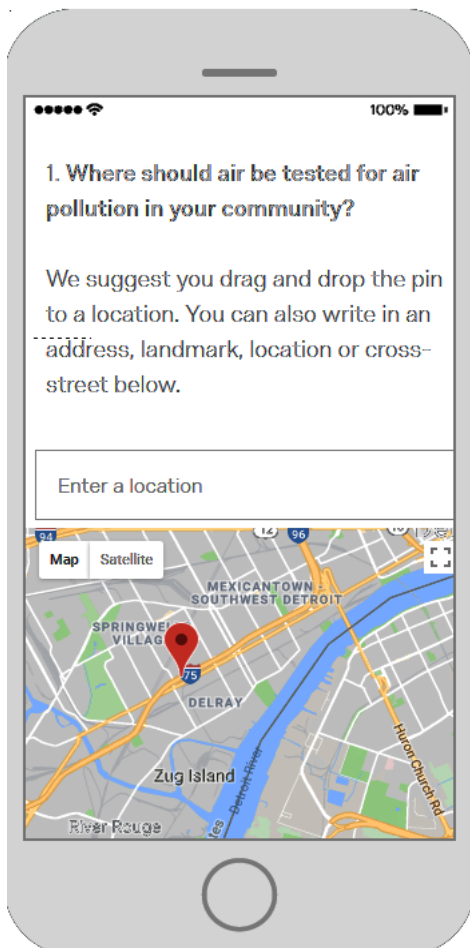 100%
1. Where should air be tested for air
pollution in your community?
We suggest you drag and drop the pin
to a location. You can also write in an
address, landmark, location or cross-
street below.
Enter a location
94
12
96
Map
Satellite
MEXICANTOWN -
SOUTHWEST DETROIT
SPRINGWE
VILLAG
75
DELRAY
Huron Church Rd
Zug Island
Detroit River
River Rouge
tes